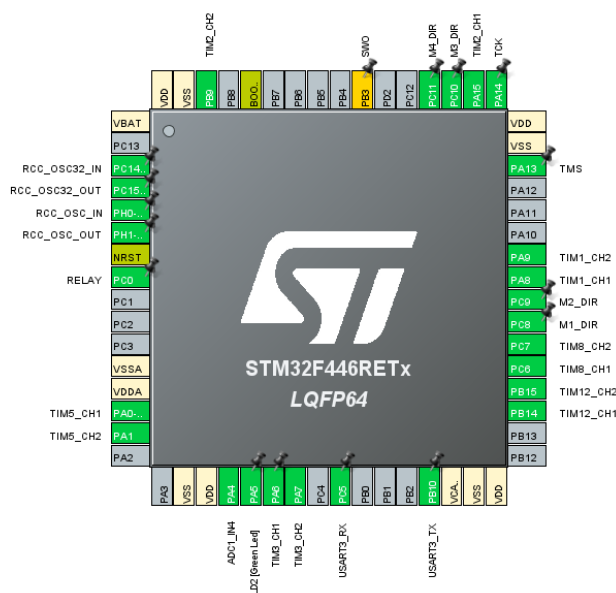 TIM2_CH2
SWO
M4_DIR
M3_DIR
TIM2_CH1
TCK
VDD
VSS
PB9
PB8
BOO..
PB7
PB6
PB5
PB4
PB3
PD2
PC12
PC11
PC10
PA15
PA14
VBAT
PC13
RCC_OSC32_IN PC14..
RCC_OSC32_OUT PC15..
RCC_OSC_IN PH0-..
RCC_OSC_OUT PH1-..
NRST
RELAY PC0
PC1
PC2
PC3
VSSA
VDDA
TIM5_CH1 PA0-..
TIM5_CH2 PA1
PA2
ST
STM32F446RETx
LQFP64
VDD
VSS
PA13 TMS
PA12
PA11
PA10
PA9 TIM1_CH2
PA8 TIM1_CH1
PC9 M2_DIR
PC8 M1_DIR
PC7 TIM8_CH2
PC6 TIM8_CH1
PB15 TIM12_CH2
PB14 TIM12_CH1
PB13
PB12
PA3
VSS
VDD
PA4
PA5
PA6
PA7
PC4
PC5
PB0
PB1
PB2
PB10
VCA..
VSS
VDD
ADC1_IN4
.D2 [Green Led]
TIM3_CH1
TIM3_CH2
USART3_RX
USART3_TX